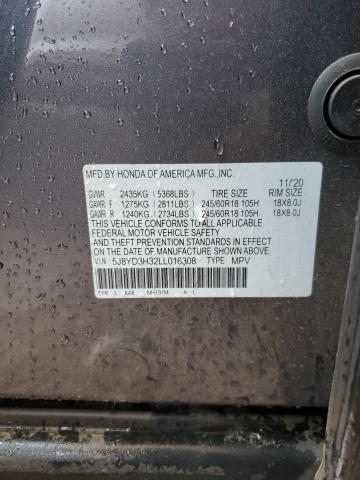 MFD BY HONDA OF AMERICA MFG.,INC.
11/20
GVWR 2435KG (5368LBS) TIRE SIZE RIM SIZE
GAWR F 1275KG (2811LBS) 245/60R18 105H 18X8.0J
GAWR R 1240KG (2734LBS) 245/60R18 105H 18X8.0J
THIS VEHICLE CONFORMS TO ALL APPLICABLE
FEDERAL MOTOR VEHICLE SAFETY
AND THEFT PREVENTION STANDARDS IN EFFECT
ON THE DATE OF MANUFACTURE SHOWN ABOVE.
VIN: 5J8YD3H32LL016308 TYPE: MPV
L AAB A L